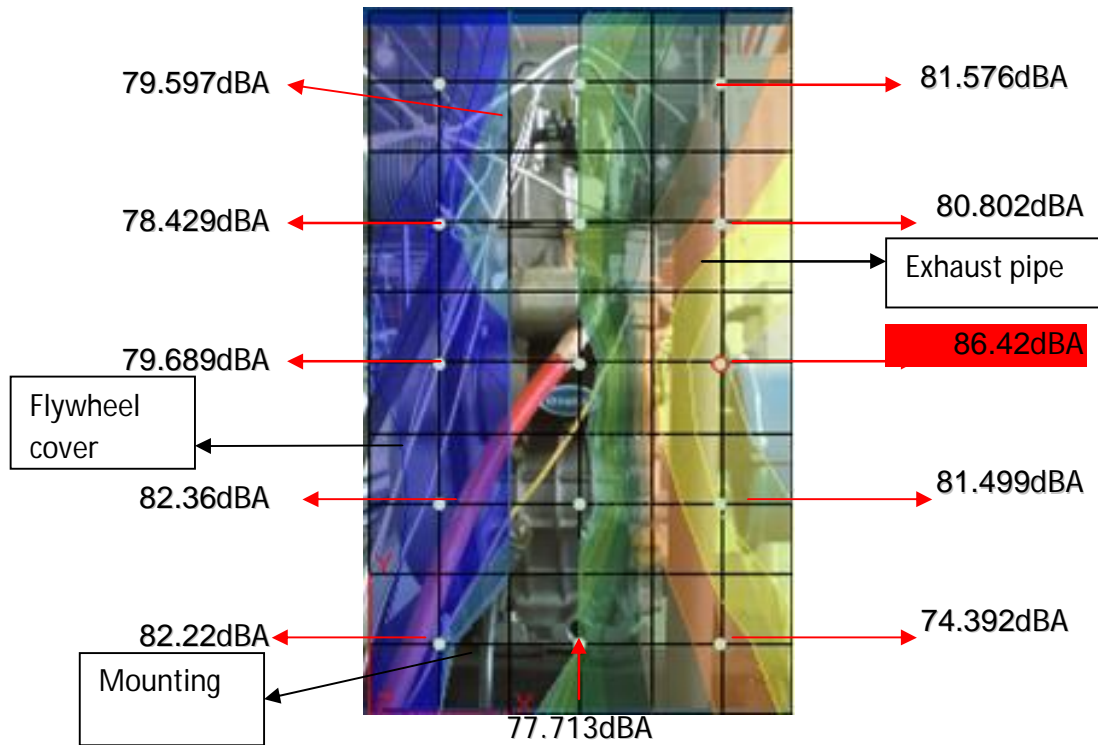 79.597dBA
81.576dBA
78.429dBA
80.802dBA
Exhaust pipe
79.689dBA
86.42dBA
Flywheel
cover
82.36dBA
81.499dBA
82.22dBA
74.392dBA
Mounting
77.713dBA
Y
X